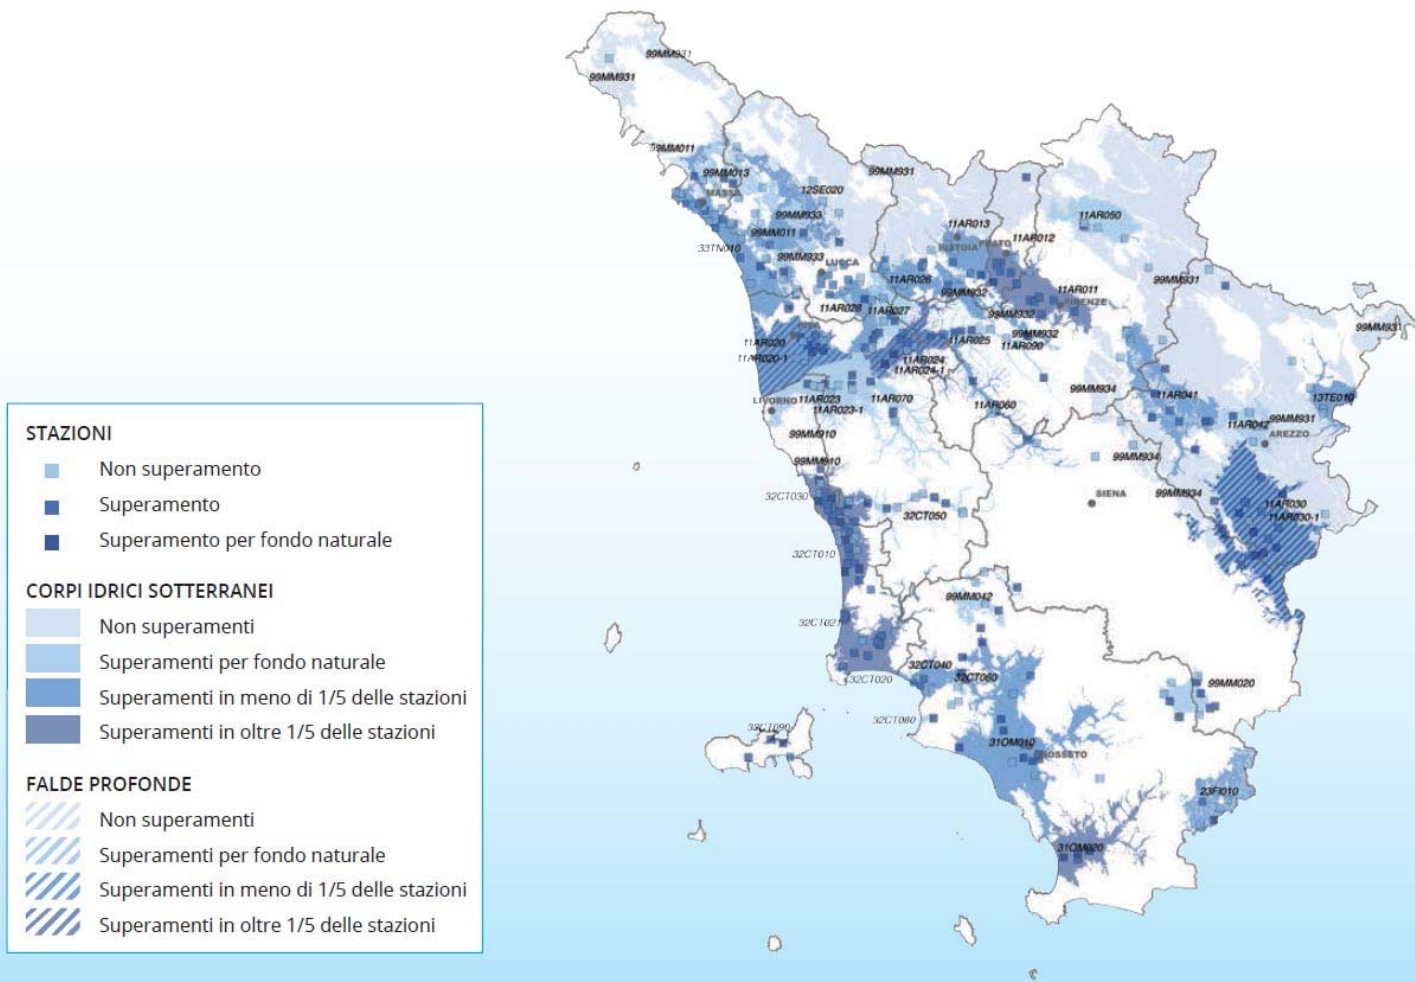 STAZIONI
Non superamento
Superamento
Superamento per fondo naturale
CORPI IDRICI SOTTERRANEI
Non superamenti
Superamenti per fondo naturale
Superamenti in meno di 1/5 delle stazioni
Superamenti in oltre 1/5 delle stazioni
FALDE PROFONDE
Non superamenti
Superamenti per fondo naturale
Superamenti in meno di 1/5 delle stazioni
Superamenti in oltre 1/5 delle stazioni
99MM931
99MM931
99MM011
99MM013
MASSA
99MM931
12SE020
99MM933
99MM011
33TN010
99MM933
LUCCA
11AR013
PISTOIA
PRATO
11AR012
11AR050
11AR026
99MM932
11AR011
FIRENZE
99MM931
99MM931
11AR028
11AR027
99MM932
99MM932
11AR090
PISA
11AR020
11AR020-1
11AR025
11AR024
11AR024-1
LIVORNO
11AR023
11AR023-1
11AR070
11AR060
99MM934
11AR041
13TE010
99MM931
11AR042
AREZZO
99MM910
99MM910
99MM934
99MM934
SIENA
32CT030
32CT050
11AR030
11AR030-1
32CT010
99MM042
32CT021
32CT040
32CT060
32CT020
99MM020
32CT080
32CT090
31OM010
GROSSETO
23FI010
31OM020